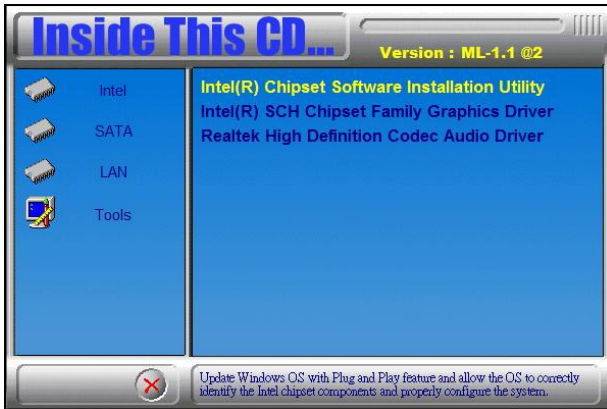 Inside This CD...
Version : ML-1.1 @2
Intel
SATA
LAN
Tools
Intel(R) Chipset Software Installation Utility
Intel(R) SCH Chipset Family Graphics Driver
Realtek High Definition Codec Audio Driver
Update Windows OS with Plug and Play feature and allow the OS to correctly
identify the Intel chipset components and properly configure the system.